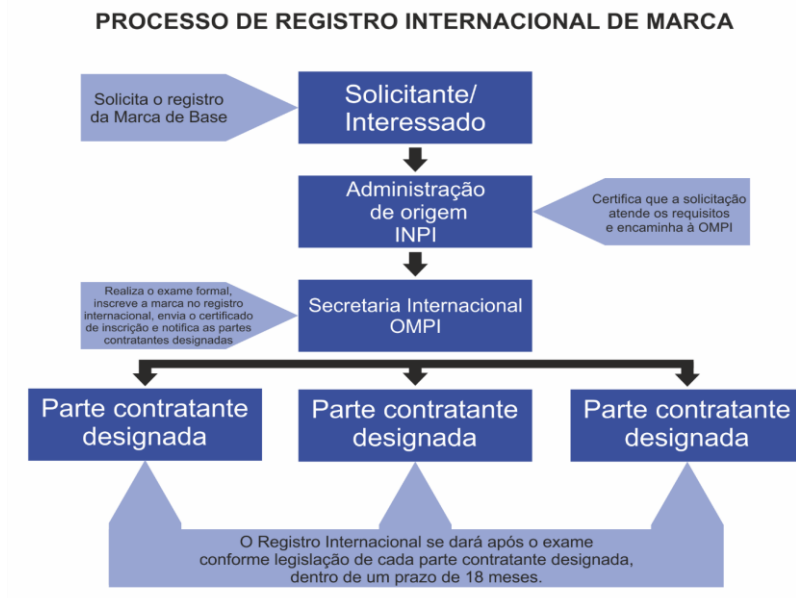 PROCESSO DE REGISTRO INTERNACIONAL DE MARCA
Solicita o registro
da Marca de Base
Solicitante/
Interessado
Administração
de origem
INPI
Certifica que a solicitação
atende os requisitos
e encaminha à OMPI
Realiza o exame formal,
inscreve a marca no registro
internacional, envia o certificado
de inscrição e notifica as partes
contratantes designadas
Secretaria Internacional
OMPI
Parte contratante
designada
Parte contratante
designada
Parte contratante
designada
O Registro Internacional se dará após o exame
conforme legislação de cada parte contratante designada,
dentro de um prazo de 18 meses.